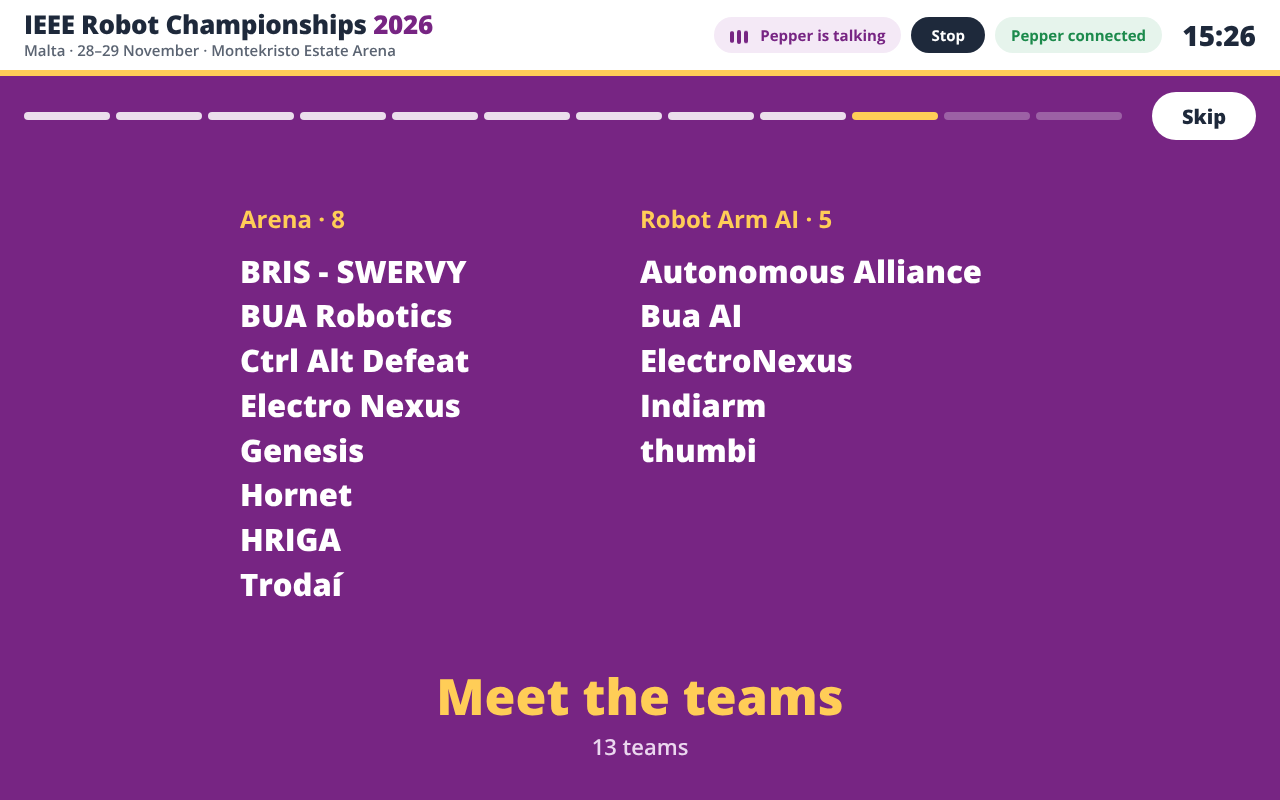 IEEE Robot Championships 2026
Malta · 28–29 November · Montekristo Estate Arena
Pepper is talking
Stop
Pepper connected
15:26
Skip
Arena · 8
BRIS - SWERVY
BUA Robotics
Ctrl Alt Defeat
Electro Nexus
Genesis
Hornet
HRIGA
Trodaí
Robot Arm AI · 5
Autonomous Alliance
Bua AI
ElectroNexus
Indiarm
thumbi
Meet the teams
13 teams